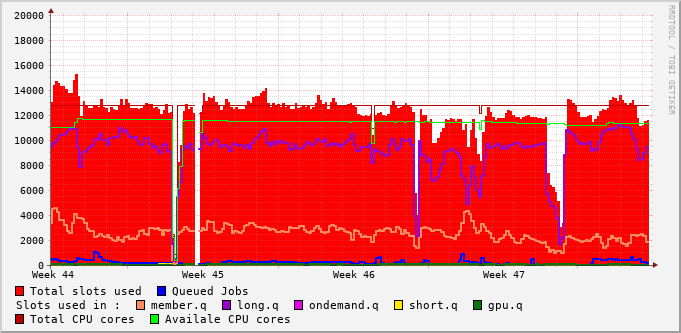 20000
18000
16000
14000
12000
10000
8000
6000
4000
2000
0
Week 44 Week 45 Week 46 Week 47
RRDTOOL / TOBI OETIKER
Total slots used Queued Jobs
Slots used in : member.q long.q ondemand.q short.q gpu.q
Total CPU cores Availale CPU cores